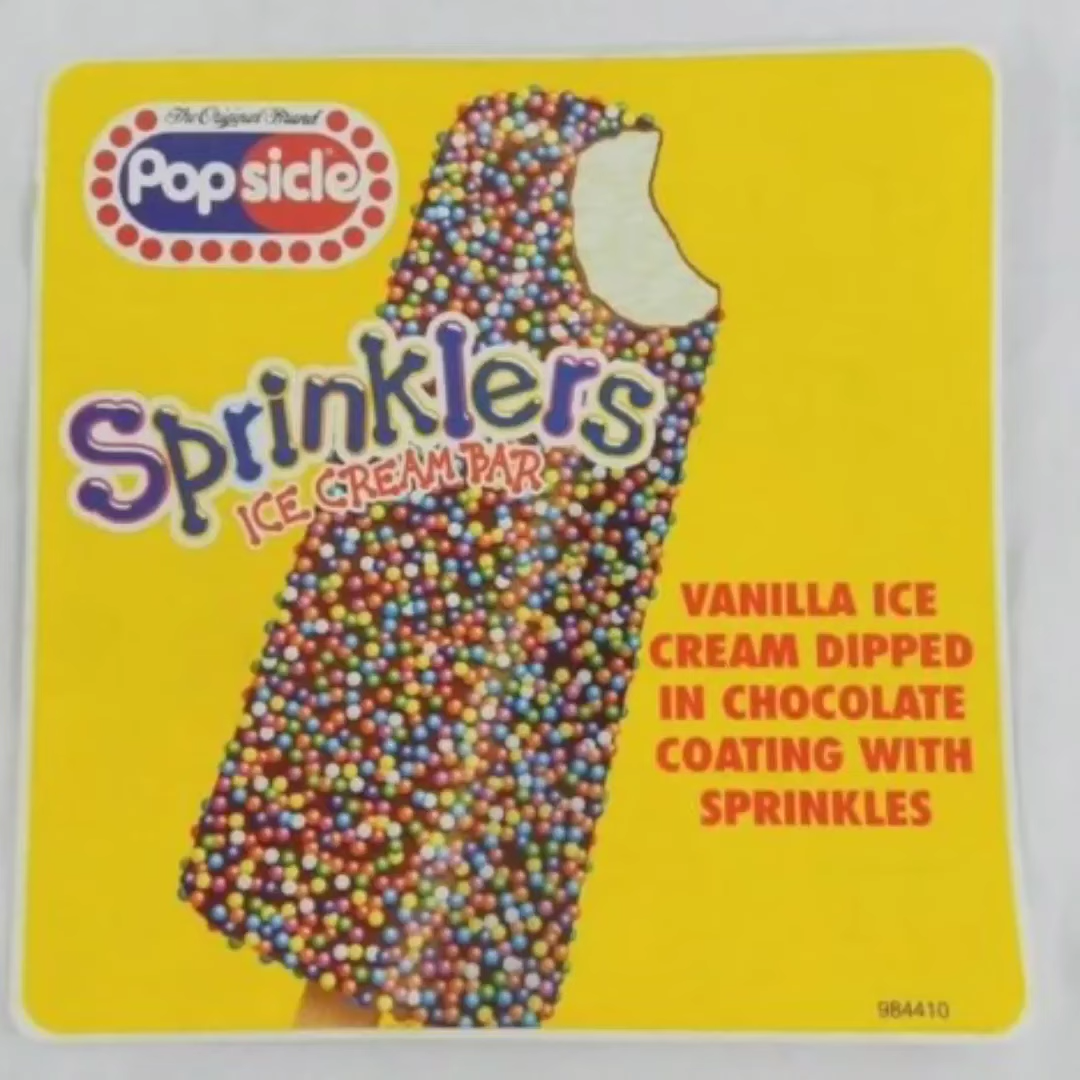 The Original Brand
Popsicle
Sprinklers
ICE CREAM BAR
VANILLA ICE
CREAM DIPPED
IN CHOCOLATE
COATING WITH
SPRINKLES
984410